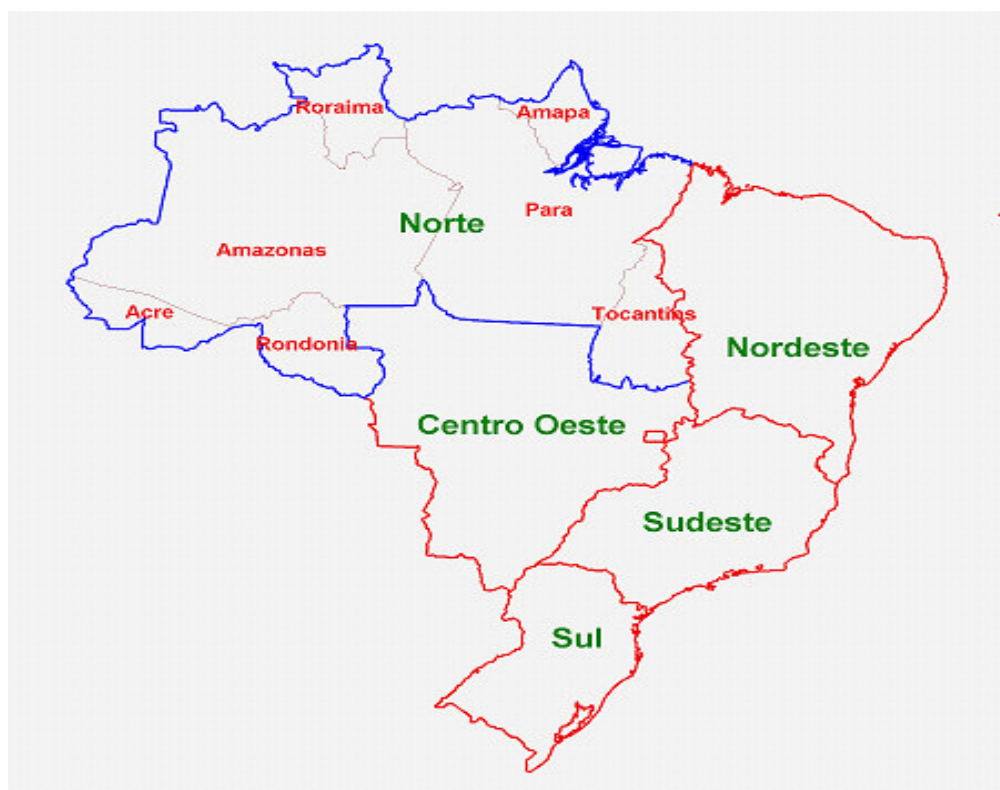 Roraima
Amapa
Para
Norte
Amazonas
Acre
Tocantins
Rondonia
Nordeste
Centro Oeste
Sudeste
Sul